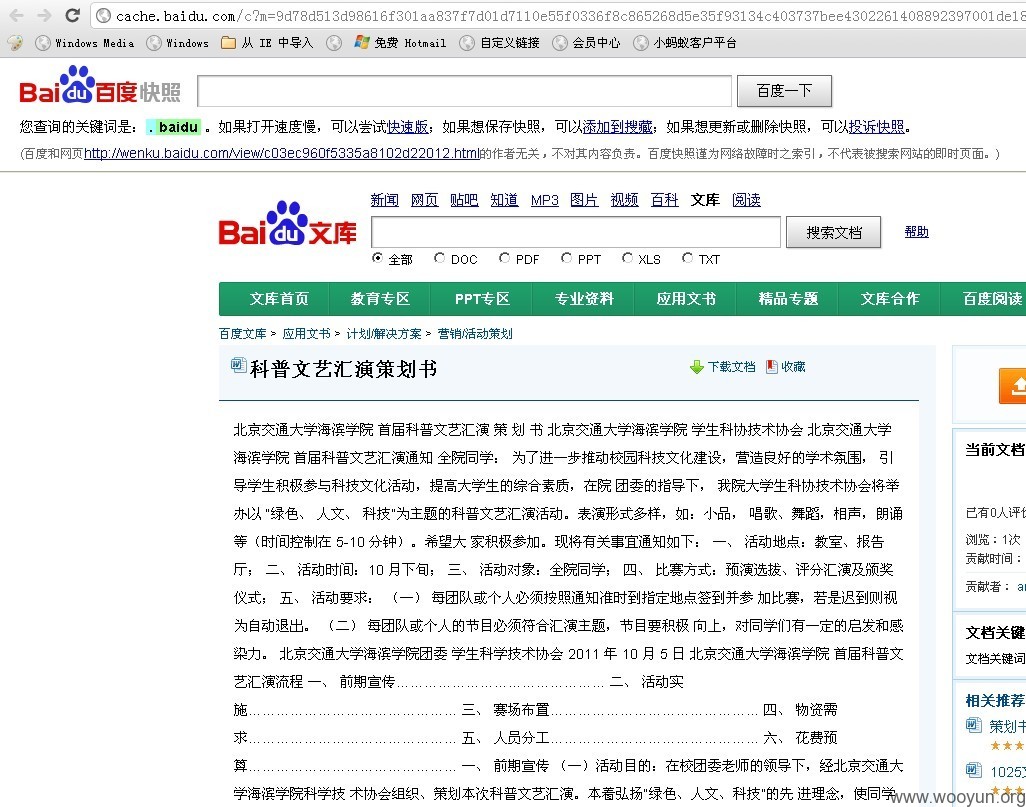 cache.baidu.com/c?m=9d78d513d98616f301aa837f7d01d7110e55f0336f8c865268d5e35f93134c403737bee4302261408892397001de18
Windows Media Windows 从 IE 中导入 免费 Hotmail 自定义链接 会员中心 小蚂蚁客户平台
Bai du 百度快照 百度一下
您查询的关键词是： . baidu 。如果打开速度慢，可以尝试快速版；如果想保存快照，可以添加到搜藏；如果想更新或删除快照，可以投诉快照。
(百度和网页http://wenku.baidu.com/view/c03ec960f5335a8102d22012.html的作者无关，不对其内容负责。百度快照谨为网络故障时之索引，不代表被搜索网站的即时页面。)
新闻 网页 贴吧 知道 MP3 图片 视频 百科 文库 阅读
Bai du 文库 搜索文档 帮助
全部 DOC PDF PPT XLS TXT
文库首页 教育专区 PPT专区 专业资料 应用文书 精品专题 文库合作 百度阅读
百度文库 > 应用文书 > 计划/解决方案 > 营销/活动策划
科普文艺汇演策划书 下载文档 收藏
北京交通大学海滨学院 首届科普文艺汇演 策 划 书 北京交通大学海滨学院 学生科协技术协会 北京交通大学
海滨学院 首届科普文艺汇演通知 全院同学： 为了进一步推动校园科技文化建设，营造良好的学术氛围， 引
导学生积极参与科技文化活动，提高大学生的综合素质，在院 团委的指导下， 我院大学生科协技术协会将举
办以 "绿色、 人文、 科技"为主题的科普文艺汇演活动。表演形式多样，如：小品， 唱歌、舞蹈，相声，朗诵
等（时间控制在 5-10 分钟）。希望大 家积极参加。现将有关事宜通知如下： 一、 活动地点：教室、报告
厅； 二、 活动时间：10 月下旬； 三、 活动对象：全院同学； 四、 比赛方式：预演选拔、评分汇演及颁奖
仪式； 五、 活动要求： （一） 每团队或个人必须按照通知准时到指定地点签到并参 加比赛，若是迟到则视
为自动退出。 （二） 每团队或个人的节目必须符合汇演主题，节目要积极 向上，对同学们有一定的启发和感
染力。 北京交通大学海滨学院团委 学生科学技术协会 2011 年 10 月 5 日 北京交通大学海滨学院 首届科普文
艺汇演流程 一、 前期宣传…………………………………………… 二、 活动实
施…………………………………………… 三、 赛场布置…………………………………………… 四、 物资需
求…………………………………………… 五、 人员分工…………………………………………… 六、 花费预
算…………………………………………… 一、 前期宣传 （一）活动目的：在校团委老师的领导下，经北京交通大
学海滨学院科学技 术协会组织、策划本次科普文艺汇演。本着弘扬"绿色、人文、科技"的先 进理念，使同学
当前文档
已有0人评价
浏览：1次
贡献时间：
贡献者：
文档关键
文档关键词
相关推荐
策划书
1025文
www.wooyun.org